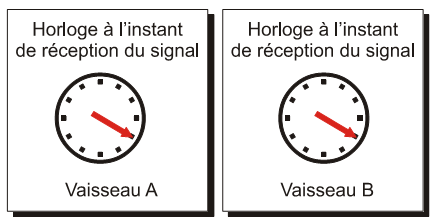 Horloge à l'instant
de réception du signal
Vaisseau A
Horloge à l'instant
de réception du signal
Vaisseau B